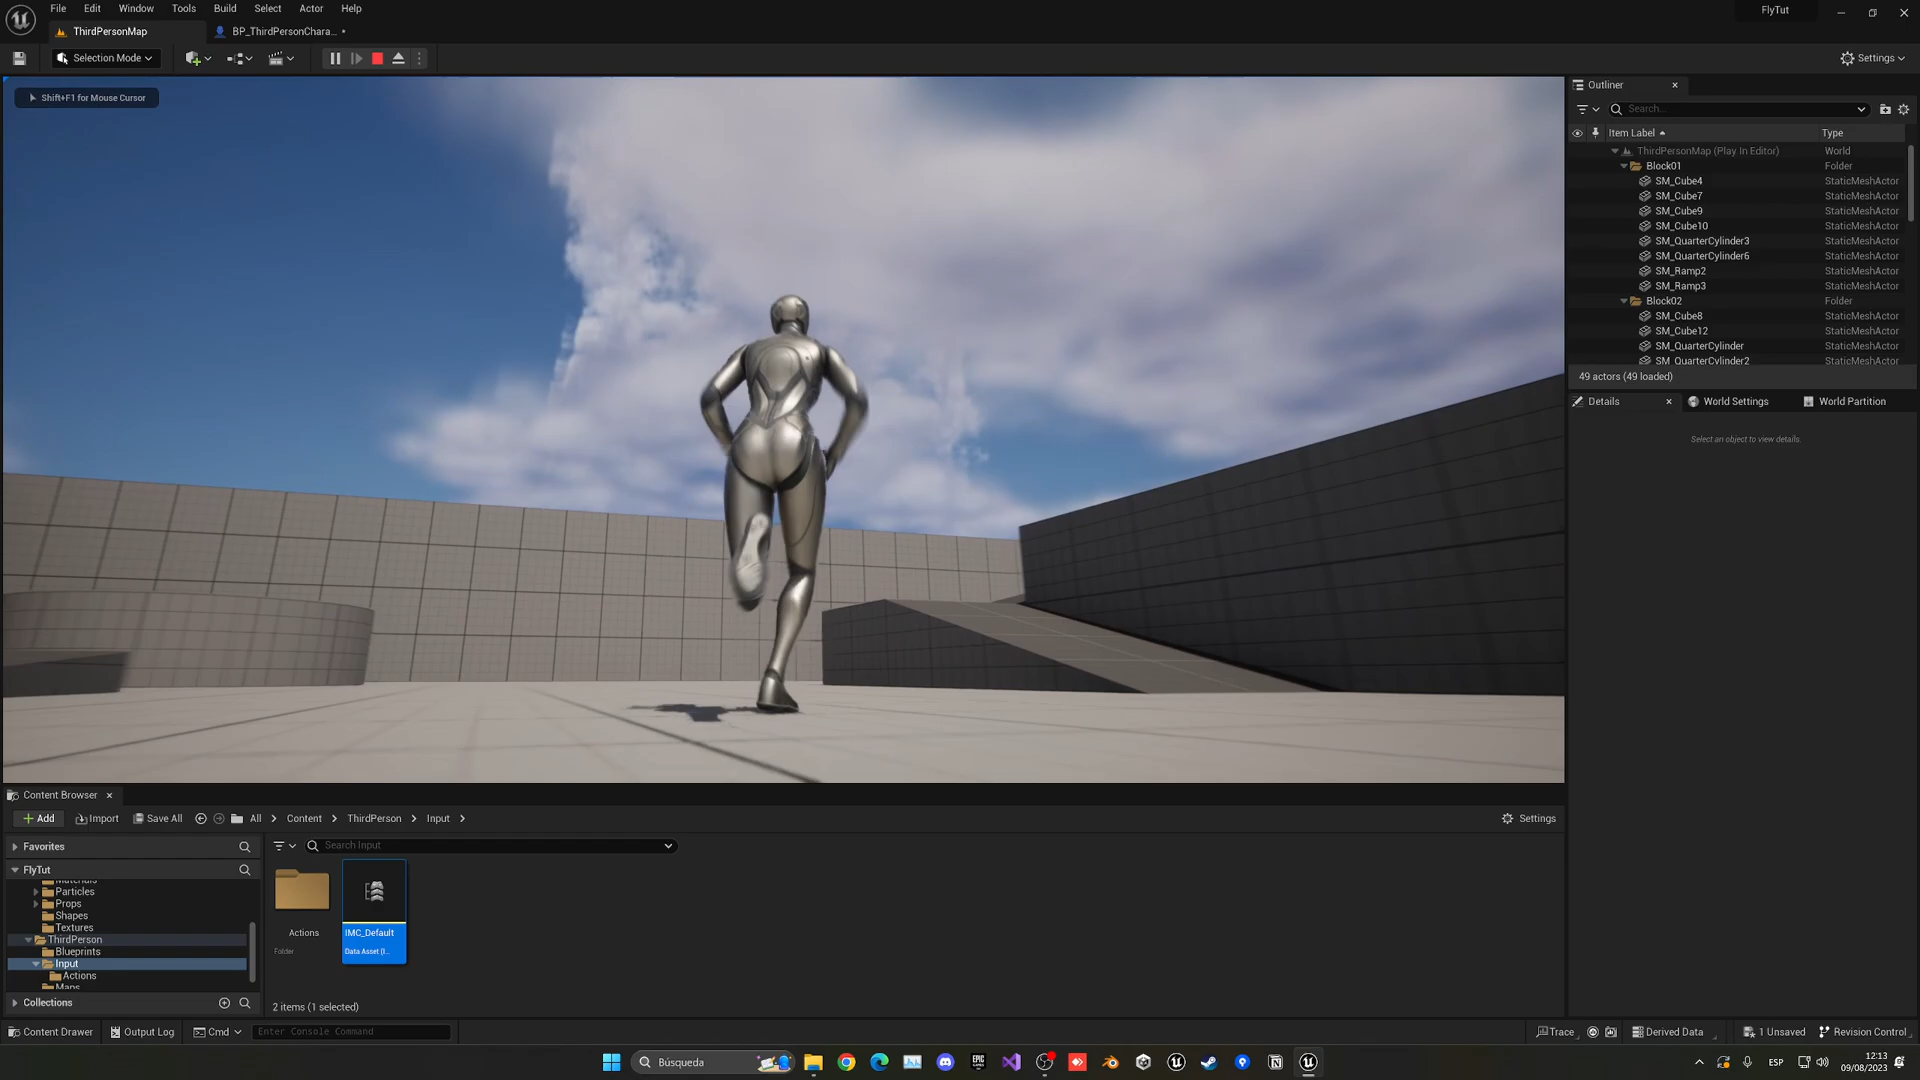 File Edit Window Tools Build Select Actor Help
FlyTut
ThirdPersonMap
BP_ThirdPersonChara... •
Selection Mode
Settings
Shift+F1 for Mouse Cursor
Outliner
Search...
Item Label Type
ThirdPersonMap (Play In Editor) World
Block01 Folder
SM_Cube4 StaticMeshActor
SM_Cube7 StaticMeshActor
SM_Cube9 StaticMeshActor
SM_Cube10 StaticMeshActor
SM_QuarterCylinder3 StaticMeshActor
SM_QuarterCylinder6 StaticMeshActor
SM_Ramp2 StaticMeshActor
SM_Ramp3 StaticMeshActor
Block02 Folder
SM_Cube8 StaticMeshActor
SM_Cube12 StaticMeshActor
SM_QuarterCylinder StaticMeshActor
SM_QuarterCylinder2 StaticMeshActor
49 actors (49 loaded)
Details World Settings World Partition
Select an object to view details.
Content Browser
Add Import Save All All Content ThirdPerson Input Settings
Favorites
FlyTut
Materials
Particles
Props
Shapes
Textures
ThirdPerson
Blueprints
Input
Actions
Maps
Collections
Search Input
Actions
Folder
IMC_Default
Data Asset (I...
2 items (1 selected)
Content Drawer Output Log Cmd Enter Console Command Trace Derived Data 1 Unsaved Revision Control
Búsqueda
EPIC GAMES
ESP
12:13
09/08/2023